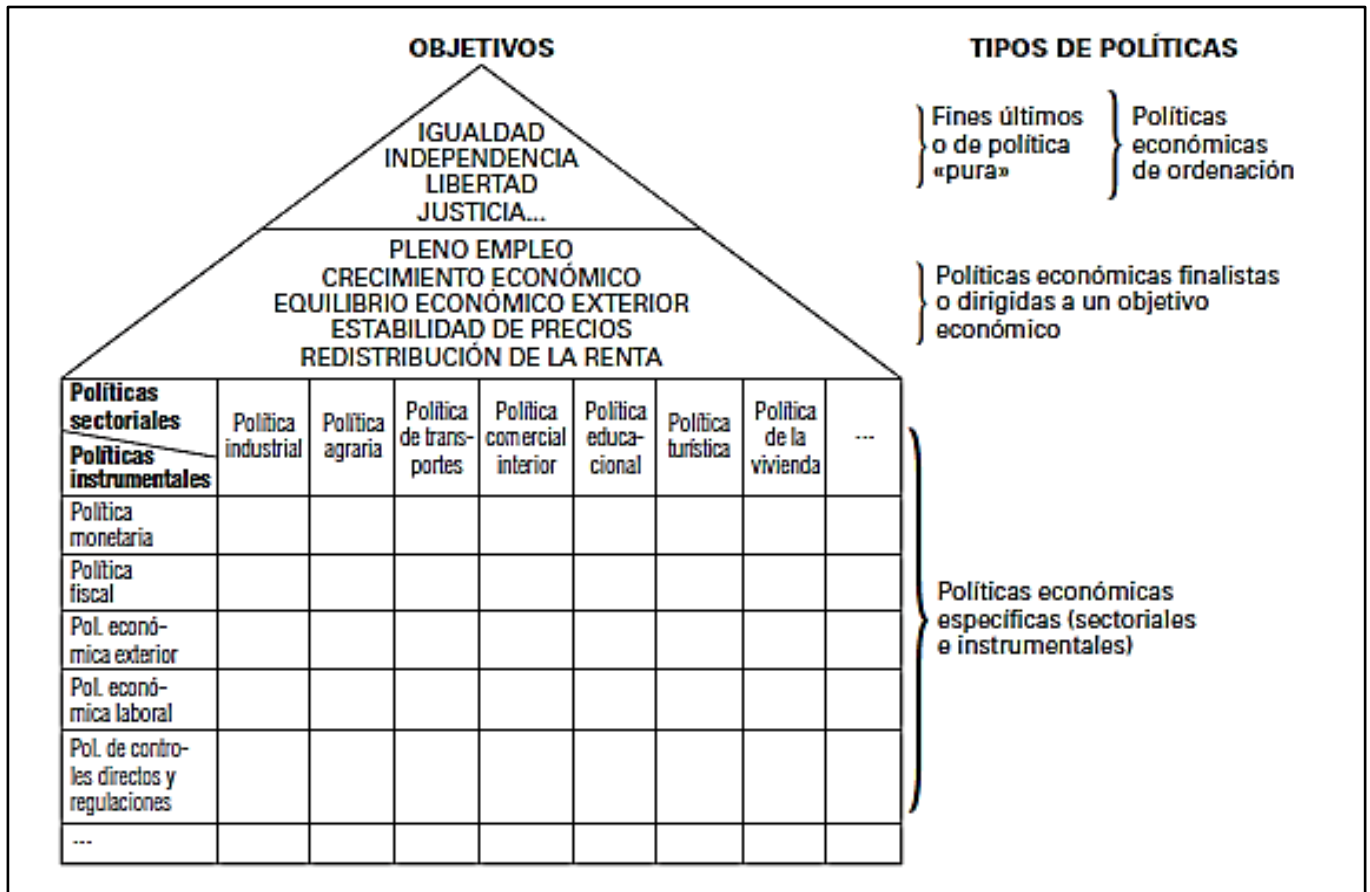 OBJETIVOS
TIPOS DE POLÍTICAS
IGUALDAD
INDEPENDENCIA
LIBERTAD
JUSTICIA...
Fines últimos
o de política
«pura»
Políticas
económicas
de ordenación
PLENO EMPLEO
CRECIMIENTO ECONÓMICO
EQUILIBRIO ECONÓMICO EXTERIOR
ESTABILIDAD DE PRECIOS
REDISTRIBUCIÓN DE LA RENTA
Políticas económicas finalistas
o dirigidas a un objetivo
económico
Políticas
sectoriales
Políticas
instrumentales
Política
industrial
Política
agraria
Política
de trans-
portes
Política
comercial
interior
Política
educa-
cional
Política
turística
Política
de la
vivienda
---
Política
monetaria
Política
fiscal
Pol. econó-
mica exterior
Pol. econó-
mica laboral
Pol. de contro-
les directos y
regulaciones
---
Políticas económicas
específicas (sectoriales
e instrumentales)